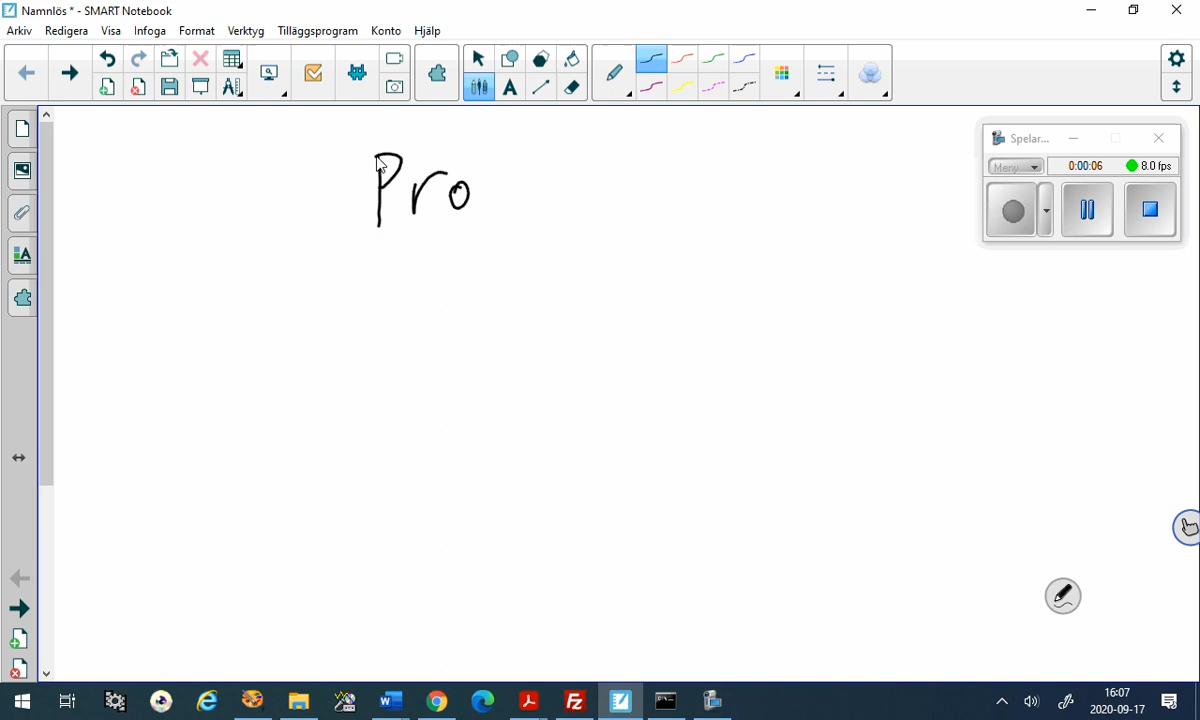 Namnlös * - SMART Notebook
Arkiv Redigera Visa Infoga Format Verktyg Tilläggsprogram Konto Hjälp
Spelar...
Meny 0:00:06 8.0 fps
Pro
16:07
2020-09-17